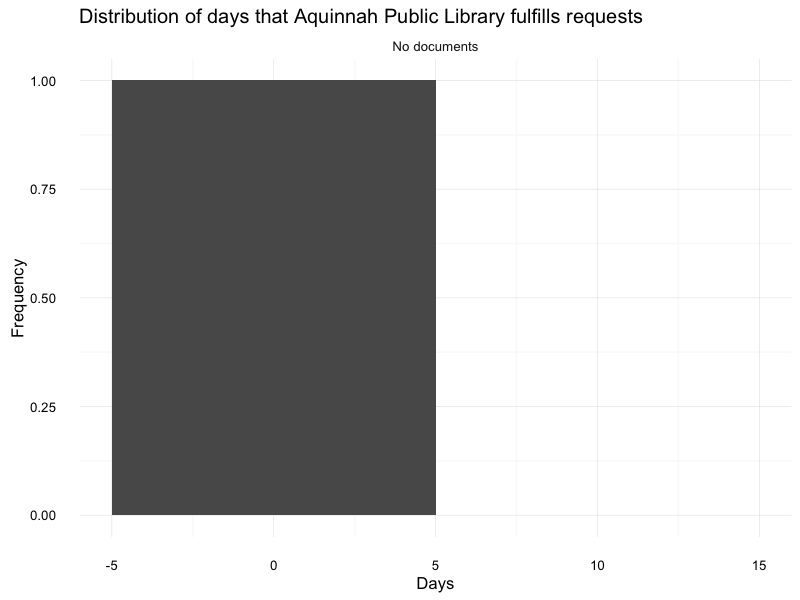 Distribution of days that Aquinnah Public Library fulfills requests
No documents
1.00
0.75
0.50
0.25
0.00
Frequency
-5 0 5 10 15
Days